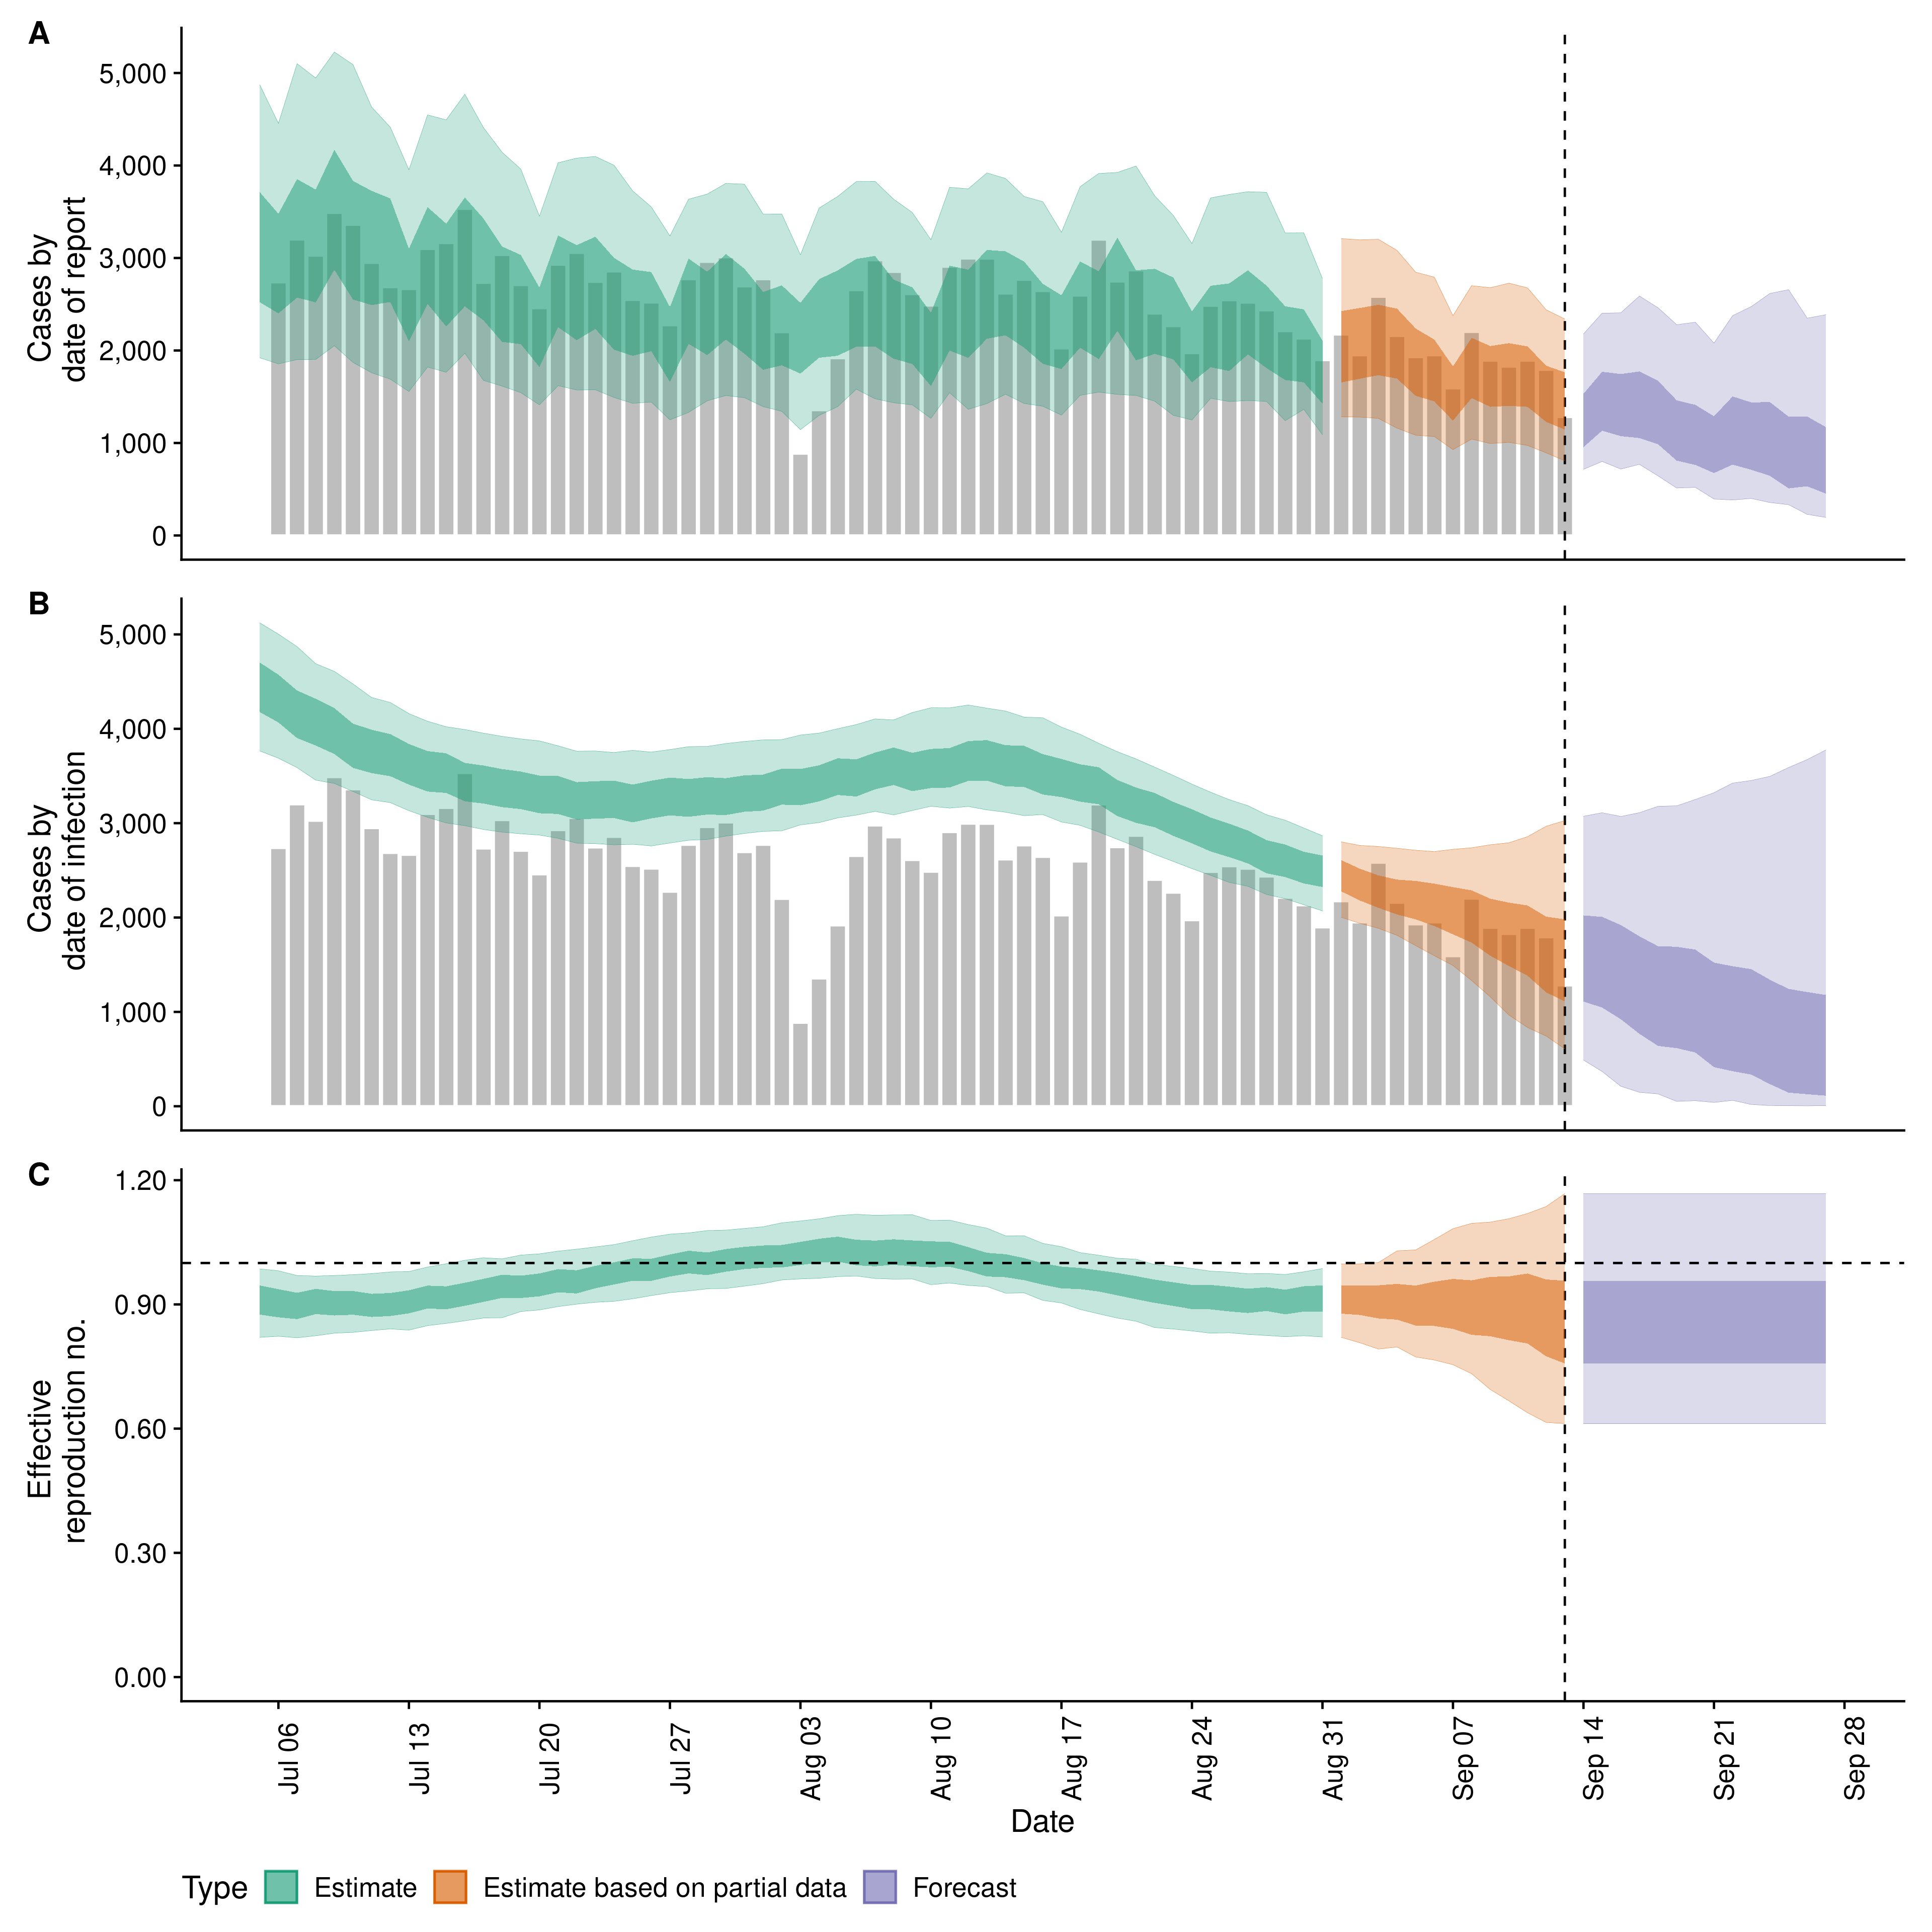 A
Cases by
date of report
5,000
4,000
3,000
2,000
1,000
0
B
Cases by
date of infection
5,000
4,000
3,000
2,000
1,000
0
C
Effective
reproduction no.
1.20
0.90
0.60
0.30
0.00
Jul 06
Jul 13
Jul 20
Jul 27
Aug 03
Aug 10
Aug 17
Aug 24
Aug 31
Sep 07
Sep 14
Sep 21
Sep 28
Date
Type Estimate Estimate based on partial data Forecast